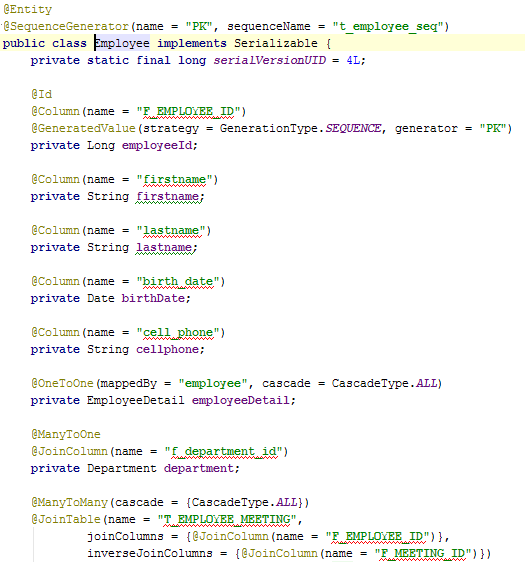 @Entity
@SequenceGenerator(name = "PK", sequenceName = "t_employee_seq")
public class Employee implements Serializable {
private static final long serialVersionUID = 4L;
@Id
@Column(name = "F_EMPLOYEE_ID")
@GeneratedValue(strategy = GenerationType.SEQUENCE, generator = "PK")
private Long employeeId;
@Column(name = "firstname")
private String firstname;
@Column(name = "lastname")
private String lastname;
@Column(name = "birth_date")
private Date birthDate;
@Column(name = "cell_phone")
private String cellphone;
@OneToOne(mappedBy = "employee", cascade = CascadeType.ALL)
private EmployeeDetail employeeDetail;
@ManyToOne
@JoinColumn(name = "f_department_id")
private Department department;
@ManyToMany(cascade = {CascadeType.ALL})
@JoinTable(name = "T_EMPLOYEE_MEETING",
joinColumns = {@JoinColumn(name = "F_EMPLOYEE_ID")},
inverseJoinColumns = {@JoinColumn(name = "F_MEETING_ID")})